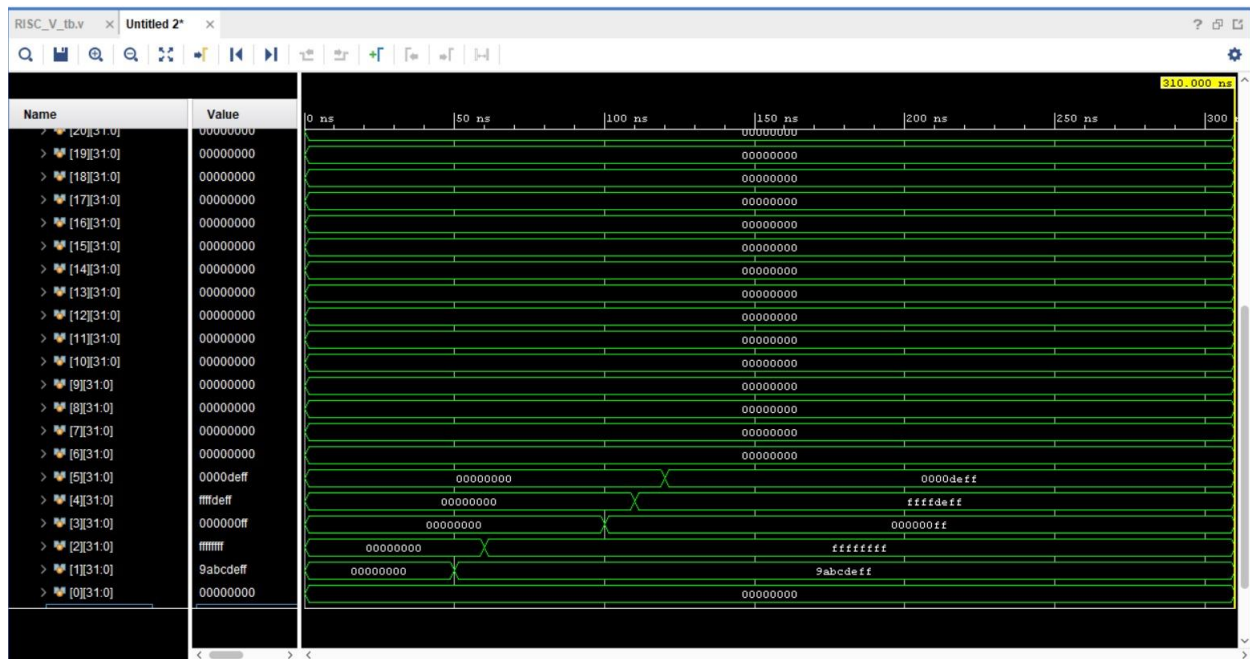 RISC_V_tb.v × Untitled 2* ×
310.000 ns
Name Value 0 ns 50 ns 100 ns 150 ns 200 ns 250 ns 300
[20][31:0] 00000000 00000000
[19][31:0] 00000000 00000000
[18][31:0] 00000000 00000000
[17][31:0] 00000000 00000000
[16][31:0] 00000000 00000000
[15][31:0] 00000000 00000000
[14][31:0] 00000000 00000000
[13][31:0] 00000000 00000000
[12][31:0] 00000000 00000000
[11][31:0] 00000000 00000000
[10][31:0] 00000000 00000000
[9][31:0] 00000000 00000000
[8][31:0] 00000000 00000000
[7][31:0] 00000000 00000000
[6][31:0] 00000000 00000000
[5][31:0] 0000deff 00000000 0000deff
[4][31:0] ffffdeff 00000000 ffffdeff
[3][31:0] 000000ff 00000000 000000ff
[2][31:0] ffffffff 00000000 ffffffff
[1][31:0] 9abcdeff 00000000 9abcdeff
[0][31:0] 00000000 00000000